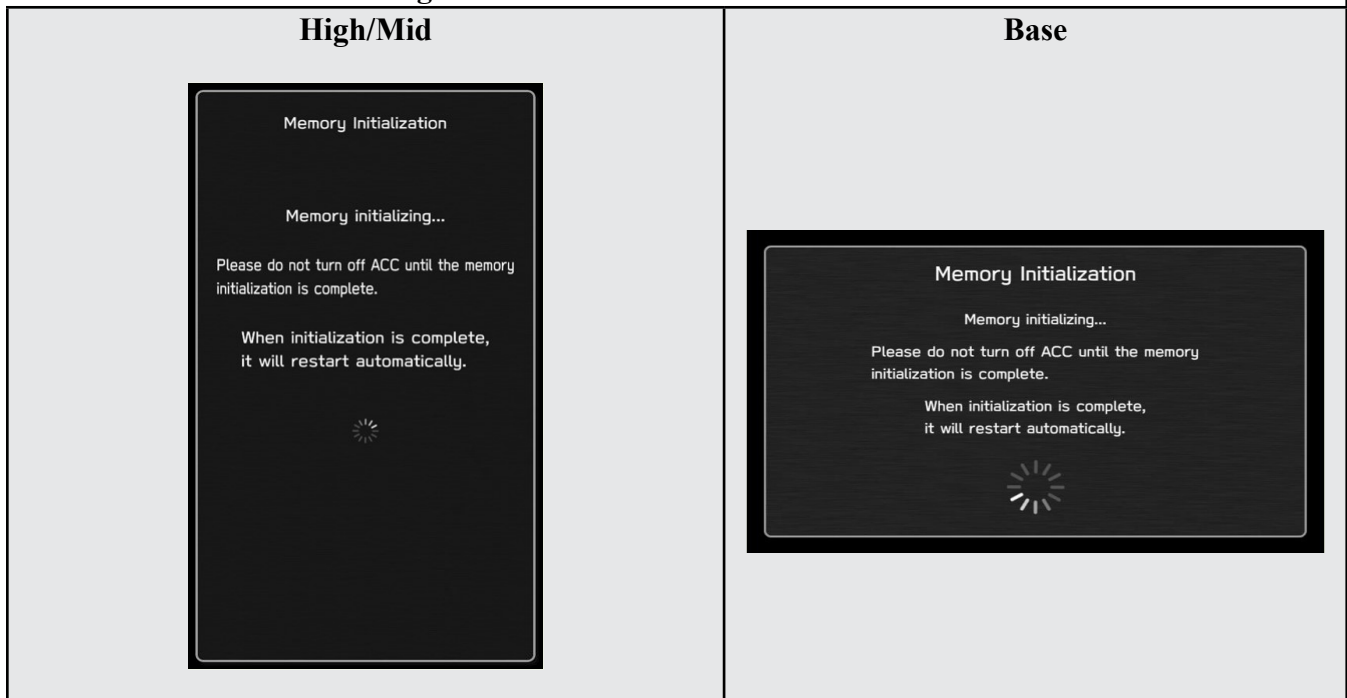 High/Mid
Memory Initialization
Memory initializing...
Please do not turn off ACC until the memory
initialization is complete.
When initialization is complete,
it will restart automatically.
Base
Memory Initialization
Memory initializing...
Please do not turn off ACC until the memory
initialization is complete.
When initialization is complete,
it will restart automatically.